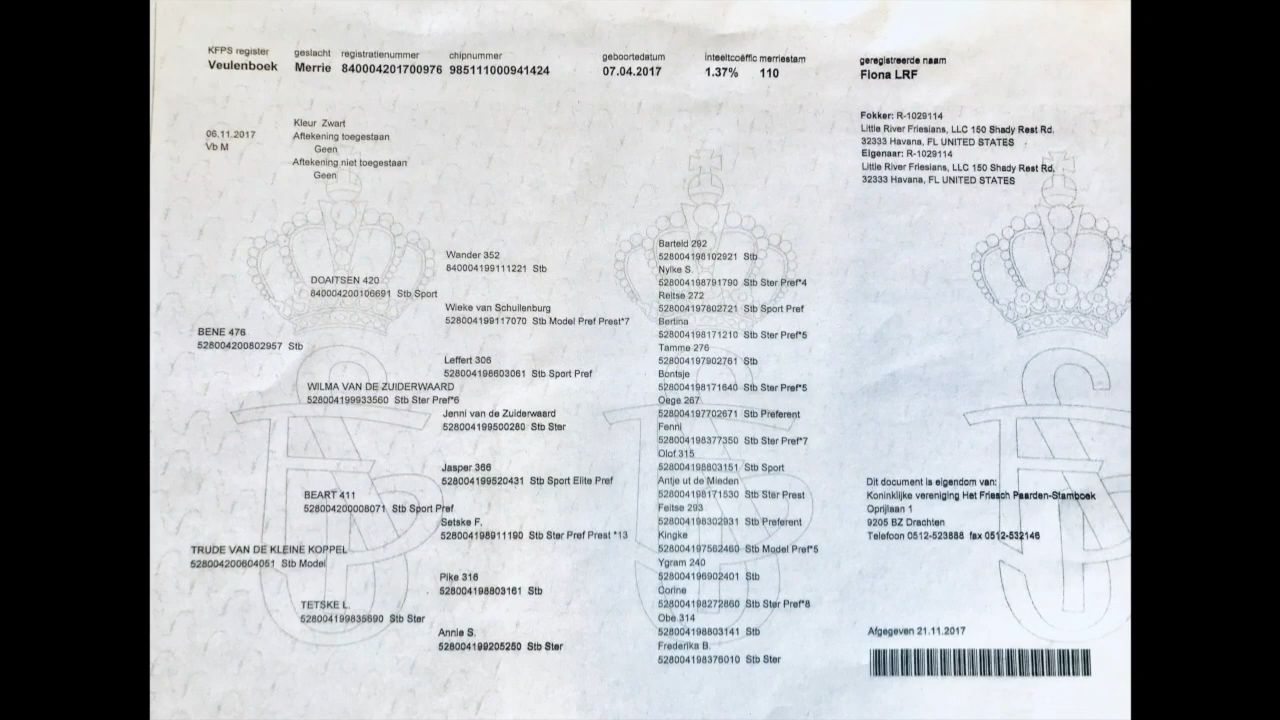 KFPS register geslacht registratienummer chipnummer geboortedatum inteeltcoëffic merriestam geregistreerde naam
Veulenboek Merrie 840004201700976 985111000941424 07.04.2017 1.37% 110 Fiona LRF
06.11.2017
Vb M
Kleur Zwart
Aftekening toegestaan
Geen
Aftekening niet toegestaan
Geen
Fokker: R-1029114
Little River Friesians, LLC 150 Shady Rest Rd.
32333 Havana, FL UNITED STATES
Eigenaar: R-1029114
Little River Friesians, LLC 150 Shady Rest Rd.
32333 Havana, FL UNITED STATES
BENE 476
528004200802957 Stb
TRUDE VAN DE KLEINE KOPPEL
528004200604051 Stb Model
DOAITSEN 420
840004200106691 Stb Sport
WILMA VAN DE ZUIDERWAARD
528004199933560 Stb Ster Pref*6
BEART 411
528004200008071 Stb Sport Pref
TETSKE L.
528004199835690 Stb Ster
Wander 352
840004199111221 Stb
Wieke van Schuilenburg
528004199117070 Stb Model Pref Prest*7
Leffert 306
528004198603061 Stb Sport Pref
Jenni van de Zuiderwaard
528004199500280 Stb Ster
Jasper 366
528004199520431 Stb Sport Elite Pref
Setske F.
528004198911190 Stb Ster Pref Prest *13
Pike 316
528004198803161 Stb
Annie S.
528004199205250 Stb Ster
Barteld 292
528004198102921 Stb
Nylke S.
528004198791790 Stb Ster Pref*4
Reitse 272
528004197802721 Stb Sport Pref
Bertina
528004198171210 Stb Ster Pref*5
Tamme 276
528004197902761 Stb
Bontsje
528004198171640 Stb Ster Pref*5
Oege 267
528004197702671 Stb Preferent
Fenni
528004198377350 Stb Ster Pref*7
Olof 315
528004198803151 Stb Sport
Antje ut de Mieden
528004198171530 Stb Ster Prest
Feitse 293
528004198302931 Stb Preferent
Kingke
528004197562460 Stb Model Pref*5
Ygram 240
528004196902401 Stb
Corine
528004198272860 Stb Ster Pref*8
Obe 314
528004198803141 Stb
Frederika B.
528004198376010 Stb Ster
Dit document is eigendom van:
Koninklijke vereniging Het Friesch Paarden-Stamboek
Oprijlaan 1
9205 BZ Drachten
Telefoon 0512-523888 fax 0512-532146
Afgegeven 21.11.2017